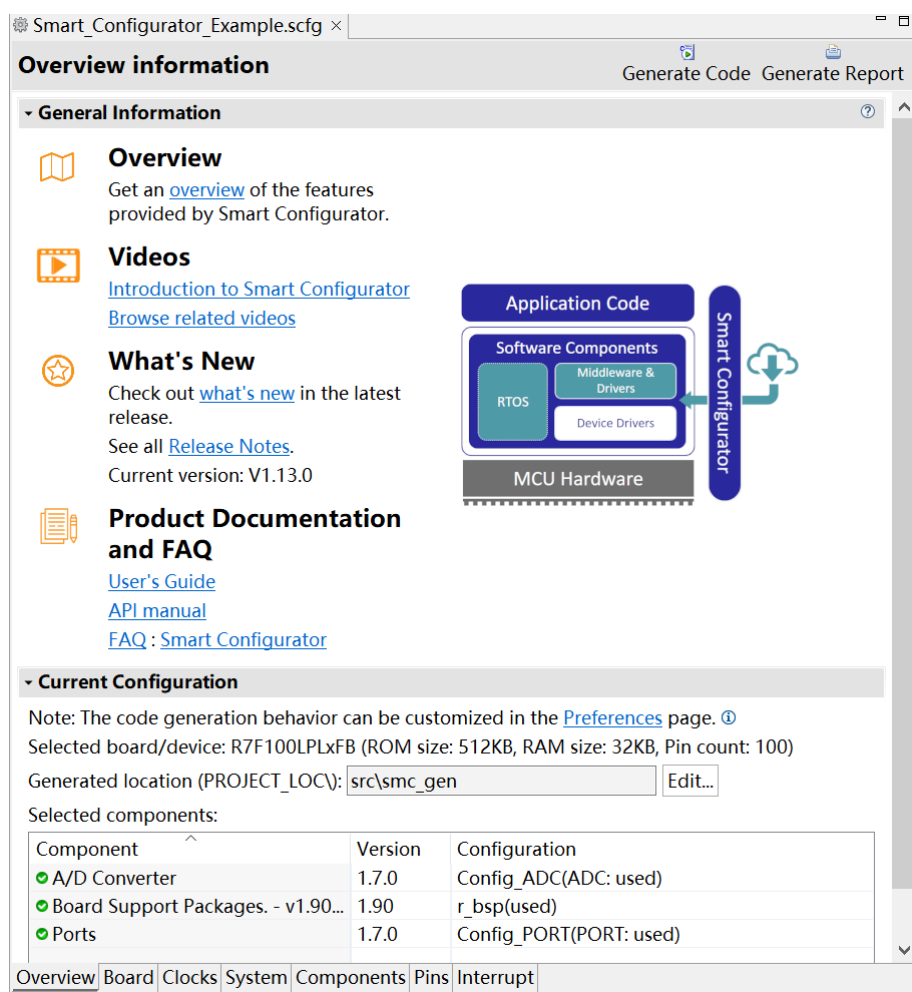 Smart_Configurator_Example.scfg ×
Overview information
Generate Code Generate Report
General Information
Overview
Get an overview of the features
provided by Smart Configurator.
Videos
Introduction to Smart Configurator
Browse related videos
What's New
Check out what's new in the latest
release.
See all Release Notes.
Current version: V1.13.0
Product Documentation
and FAQ
User's Guide
API manual
FAQ : Smart Configurator
Application Code
Software Components
RTOS
Middleware &
Drivers
Device Drivers
MCU Hardware
Smart Configurator
Current Configuration
Note: The code generation behavior can be customized in the Preferences page.
Selected board/device: R7F100LPLxFB (ROM size: 512KB, RAM size: 32KB, Pin count: 100)
Generated location (PROJECT_LOC\): src\smc_gen Edit...
Selected components:
Component Version Configuration
A/D Converter 1.7.0 Config_ADC(ADC: used)
Board Support Packages. - v1.90... 1.90 r_bsp(used)
Ports 1.7.0 Config_PORT(PORT: used)
Overview Board Clocks System Components Pins Interrupt